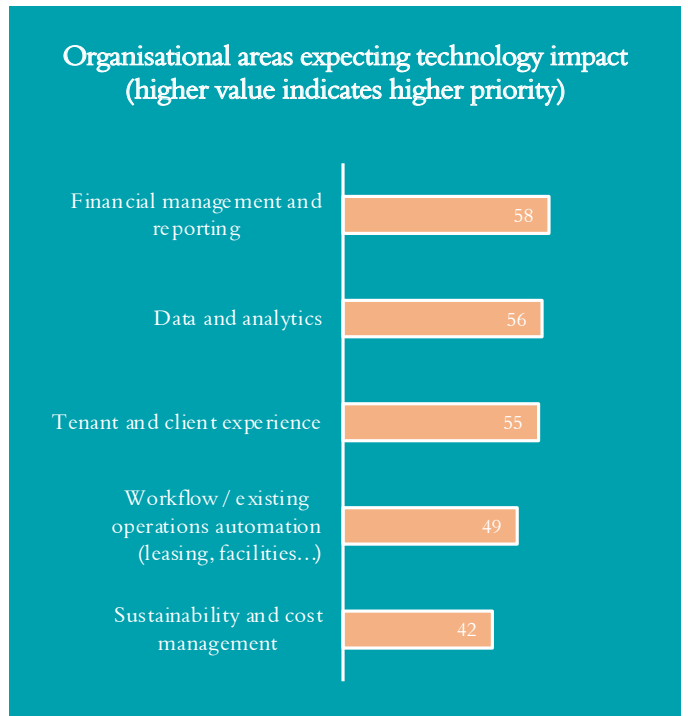 Organisational areas expecting technology impact
(higher value indicates higher priority)
Financial management and
reporting
58
Data and analytics
56
Tenant and client experience
55
Workflow / existing
operations automation
(leasing, facilities...)
49
Sustainability and cost
management
42